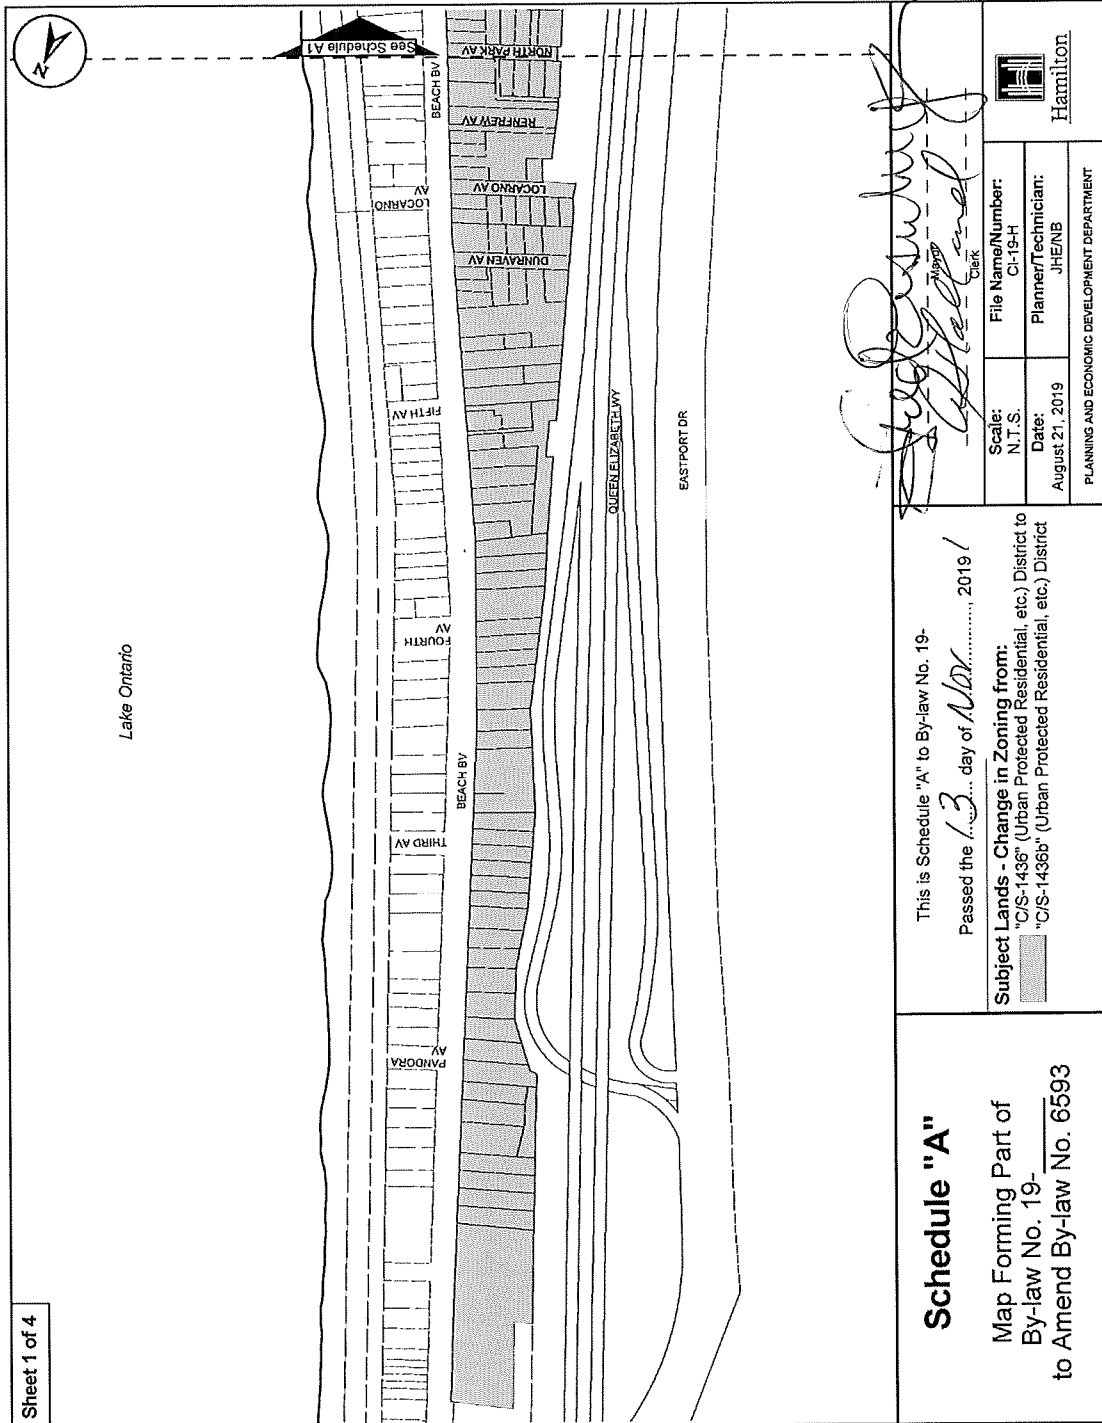 Sheet 1 of 4
N
Lake Ontario
See Schedule A1
BEACH BV
NORTH PARK AV
RENFREW AV
LOCARNO
AV
LOCARNO AV
DUNRAVEN AV
FIFTH AV
QUEEN ELIZABETH WY
EASTPORT DR
FOURTH
AV
BEACH BV
THIRD AV
PANDORA
AV
Schedule "A"
Map Forming Part of
By-law No. 19-____
to Amend By-law No. 6593
This is Schedule "A" to By-law No. 19-
Passed the 13 day of Nov, 2019
Subject Lands - Change in Zoning from:
"C/S-1436" (Urban Protected Residential, etc.) District to
"C/S-1436b" (Urban Protected Residential, etc.) District
Mayor
Clerk
Scale:
N.T.S.
File Name/Number:
CI-19-H
Date:
August 21, 2019
Planner/Technician:
JHE/NB
PLANNING AND ECONOMIC DEVELOPMENT DEPARTMENT
Hamilton